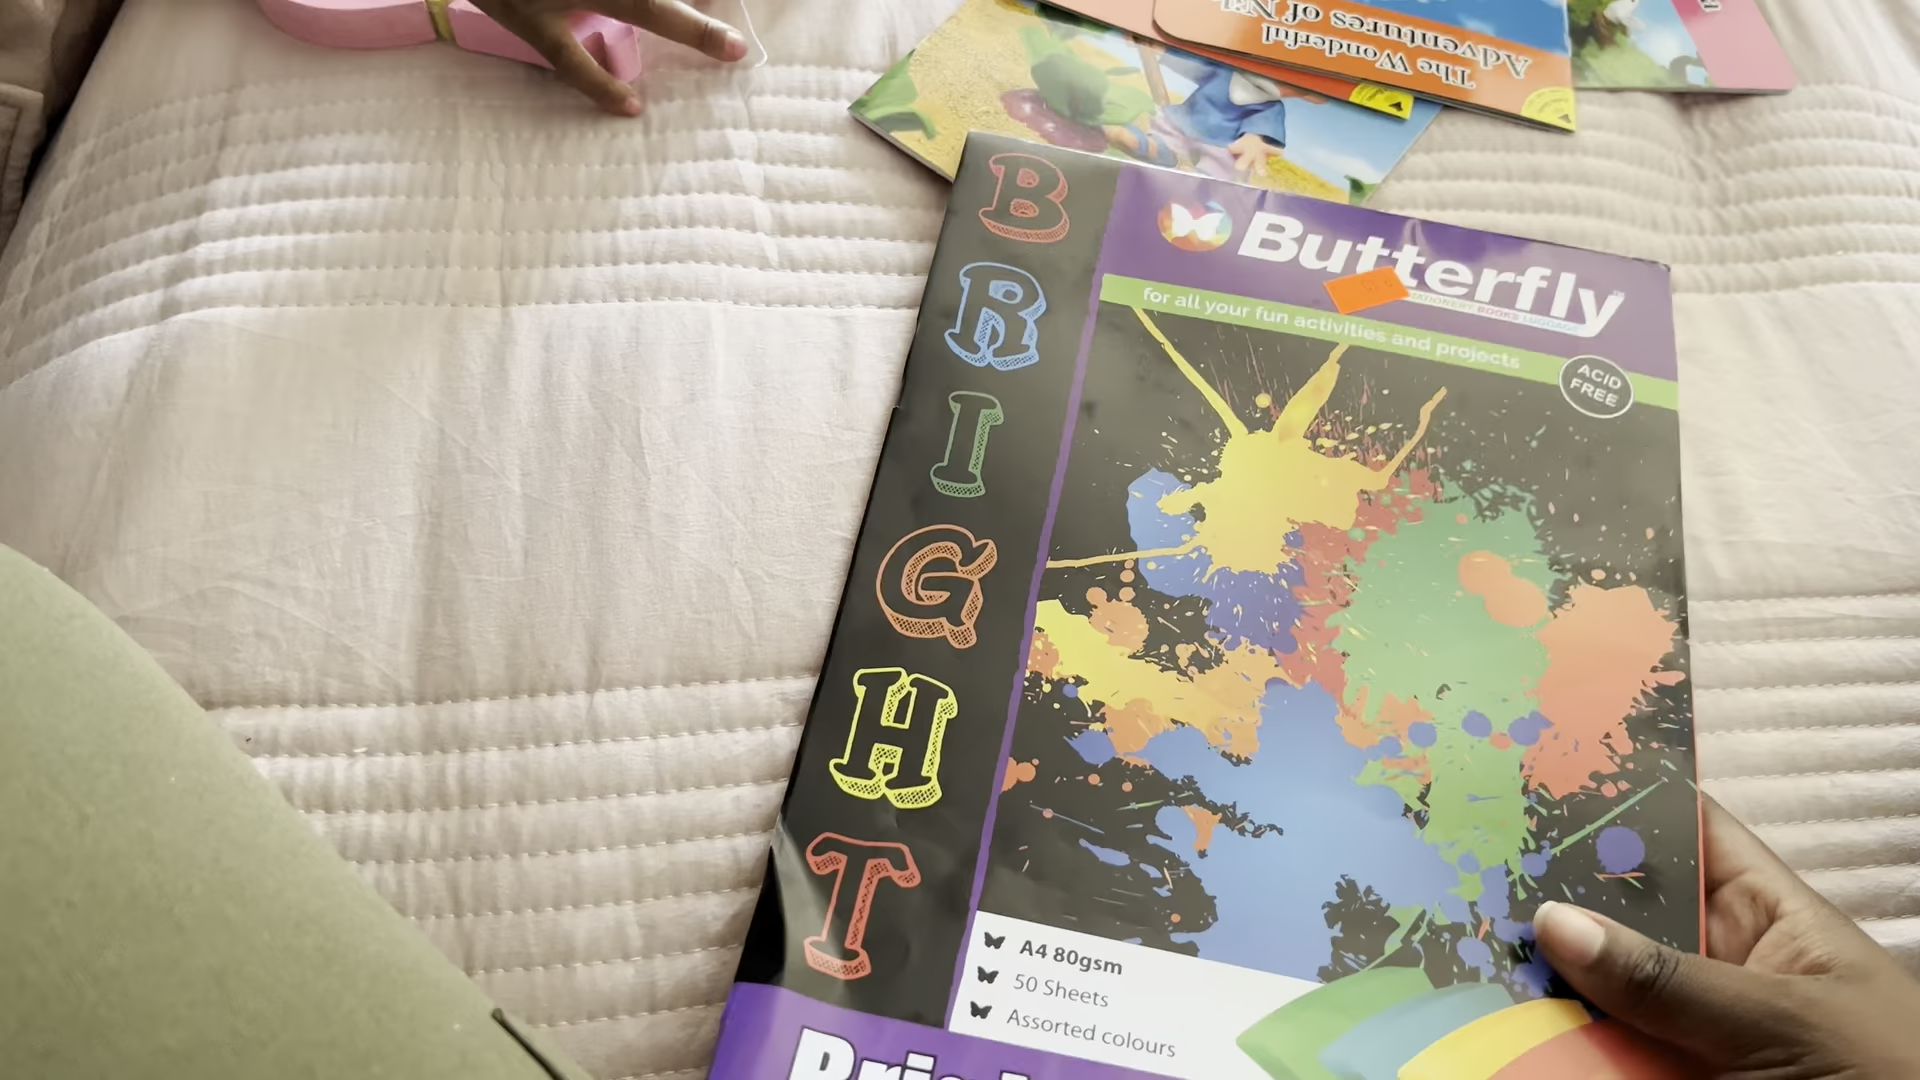 The Wonderful
Adventures of
BRIGHT
Butterfly
STATIONERY BOOKS LUGGAGE
for all your fun activities and projects
ACID
FREE
A4 80gsm
50 Sheets
Assorted colours